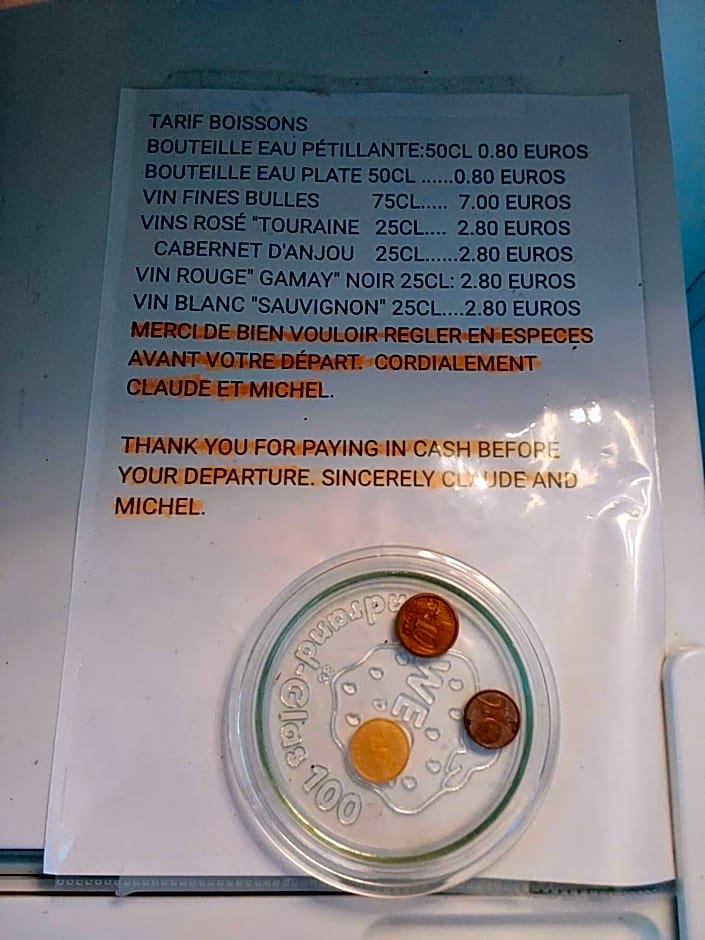 TARIF BOISSONS
BOUTEILLE EAU PÉTILLANTE:50CL 0.80 EUROS
BOUTEILLE EAU PLATE 50CL ......0.80 EUROS
VIN FINES BULLES 75CL..... 7.00 EUROS
VINS ROSÉ "TOURAINE 25CL.... 2.80 EUROS
CABERNET D'ANJOU 25CL......2.80 EUROS
VIN ROUGE" GAMAY" NOIR 25CL: 2.80 EUROS
VIN BLANC "SAUVIGNON" 25CL....2.80 EUROS
MERCI DE BIEN VOULOIR REGLER EN ESPECES
AVANT VOTRE DÉPART. CORDIALEMENT
CLAUDE ET MICHEL.
THANK YOU FOR PAYING IN CASH BEFORE
YOUR DEPARTURE. SINCERELY CLAUDE AND
MICHEL.
10
WE
ndrand-Glas 100